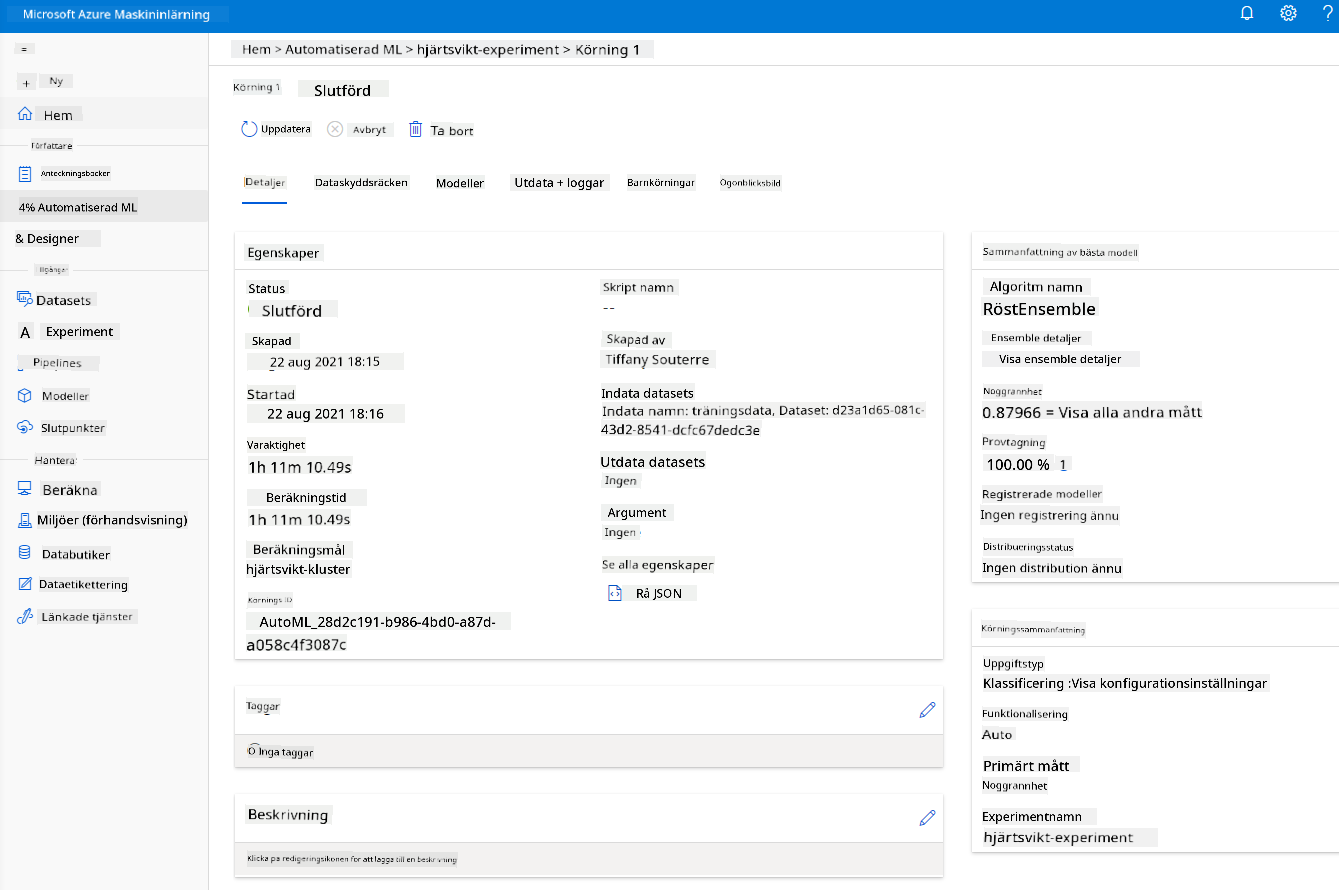 Microsoft Azure Maskininlärning
?
Hem > Automatiserad ML > hjärtsvikt-experiment > Körning 1
Ny
Hem
Författare
Anteckningsböcker
4% Automatiserad ML
& Designer
Tillgångar
Datasets
A Experiment
Pipelines
Modeller
Slutpunkter
Hantera
Beräkna
Miljöer (förhandsvisning)
Databutiker
Dataetikettering
Länkade tjänster
Körning 1 Slutförd
Uppdatera Avbryt Ta bort
Detaljer Dataskyddsräcken Modeller Utdata + loggar Barnkörningar Ögonblicksbild
Egenskaper
Status
Slutförd
Skapad
22 aug 2021 18:15
Startad
22 aug 2021 18:16
Varaktighet
1h 11m 10.49s
Beräkningstid
1h 11m 10.49s
Beräkningsmål
hjärtsvikt-kluster
Körnings-ID
AutoML_28d2c191-b986-4bd0-a87d-
a058c4f3087c
Skript namn
--
Skapad av
Tiffany Souterre
Indata datasets
Indata namn: träningsdata, Dataset: d23a1d65-081c-
43d2-8541-dcfc67dedc3e
Utdata datasets
Ingen
Argument
Ingen
Se alla egenskaper
Rå JSON
Taggar
Inga taggar
Beskrivning
Klicka på redigeringsikonen för att lägga till en beskrivning
Sammanfattning av bästa modell
Algoritm namn
RöstEnsemble
Ensemble detaljer
Visa ensemble detaljer
Noggrannhet
0.87966 = Visa alla andra mått
Provtagning
100.00 % 1
Registrerade modeller
Ingen registrering ännu
Distribueringsstatus
Ingen distribution ännu
Körningssammanfattning
Uppgiftstyp
Klassificering :Visa konfigurationsinställningar
Funktionalisering
Auto
Primärt mått
Noggrannhet
Experimentnamn
hjärtsvikt-experiment